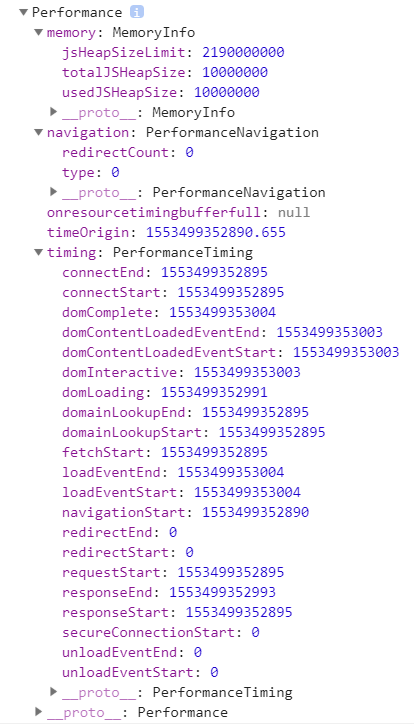 Performance i
memory: MemoryInfo
jsHeapSizeLimit: 2190000000
totalJSHeapSize: 10000000
usedJSHeapSize: 10000000
__proto__: MemoryInfo
navigation: PerformanceNavigation
redirectCount: 0
type: 0
__proto__: PerformanceNavigation
onresourcetimingbufferfull: null
timeOrigin: 1553499352890.655
timing: PerformanceTiming
connectEnd: 1553499352895
connectStart: 1553499352895
domComplete: 1553499353004
domContentLoadedEventEnd: 1553499353003
domContentLoadedEventStart: 1553499353003
domInteractive: 1553499353003
domLoading: 1553499352991
domainLookupEnd: 1553499352895
domainLookupStart: 1553499352895
fetchStart: 1553499352895
loadEventEnd: 1553499353004
loadEventStart: 1553499353004
navigationStart: 1553499352890
redirectEnd: 0
redirectStart: 0
requestStart: 1553499352895
responseEnd: 1553499352993
responseStart: 1553499352895
secureConnectionStart: 0
unloadEventEnd: 0
unloadEventStart: 0
__proto__: PerformanceTiming
__proto__: Performance